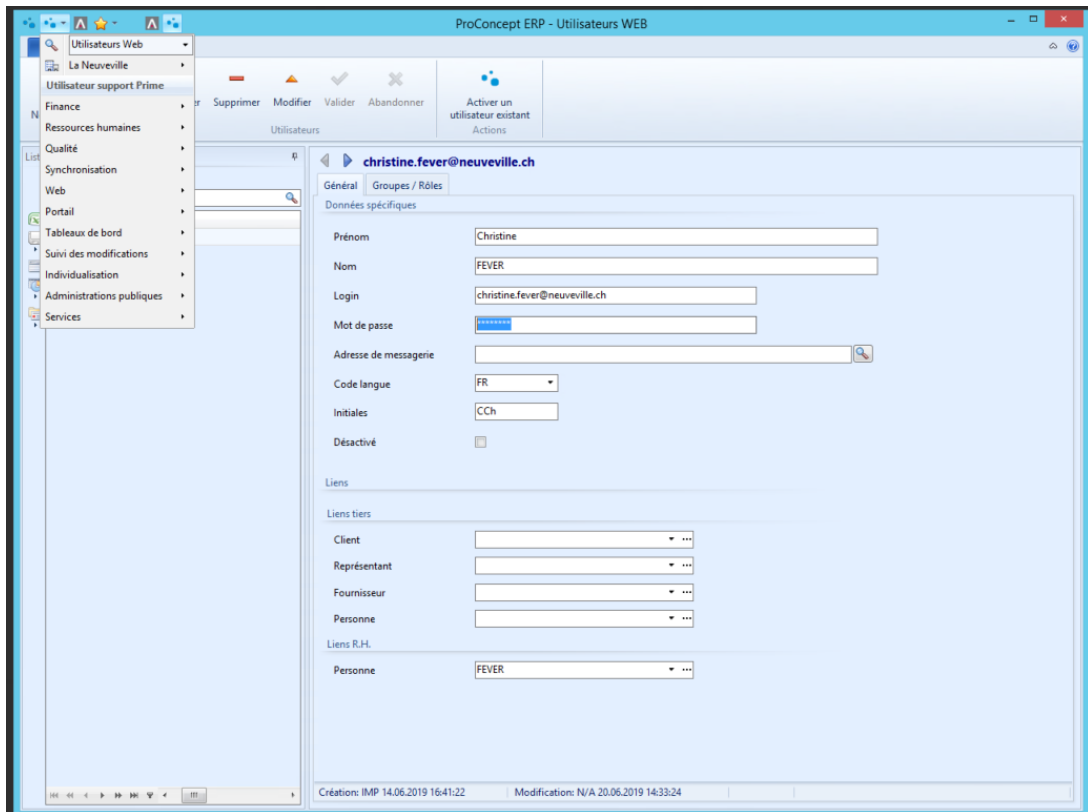 ProConcept ERP - Utilisateurs WEB
Utilisateurs Web
La Neuveville
Utilisateur support Prime
Finance
Ressources humaines
Qualité
Synchronisation
Web
Portail
Tableaux de bord
Suivi des modifications
Individualisation
Administrations publiques
Services
Supprimer Modifier Valider Abandonner
Utilisateurs
Activer un
utilisateur existant
Actions
christine.fever@neuveville.ch
Général Groupes / Rôles
Données spécifiques
Prénom Christine
Nom FEVER
Login christine.fever@neuveville.ch
Mot de passe ********
Adresse de messagerie
Code langue FR
Initiales CCh
Désactivé
Liens
Liens tiers
Client
Représentant
Fournisseur
Personne
Liens R.H.
Personne FEVER
Création: IMP 14.06.2019 16:41:22 Modification: N/A 20.06.2019 14:33:24